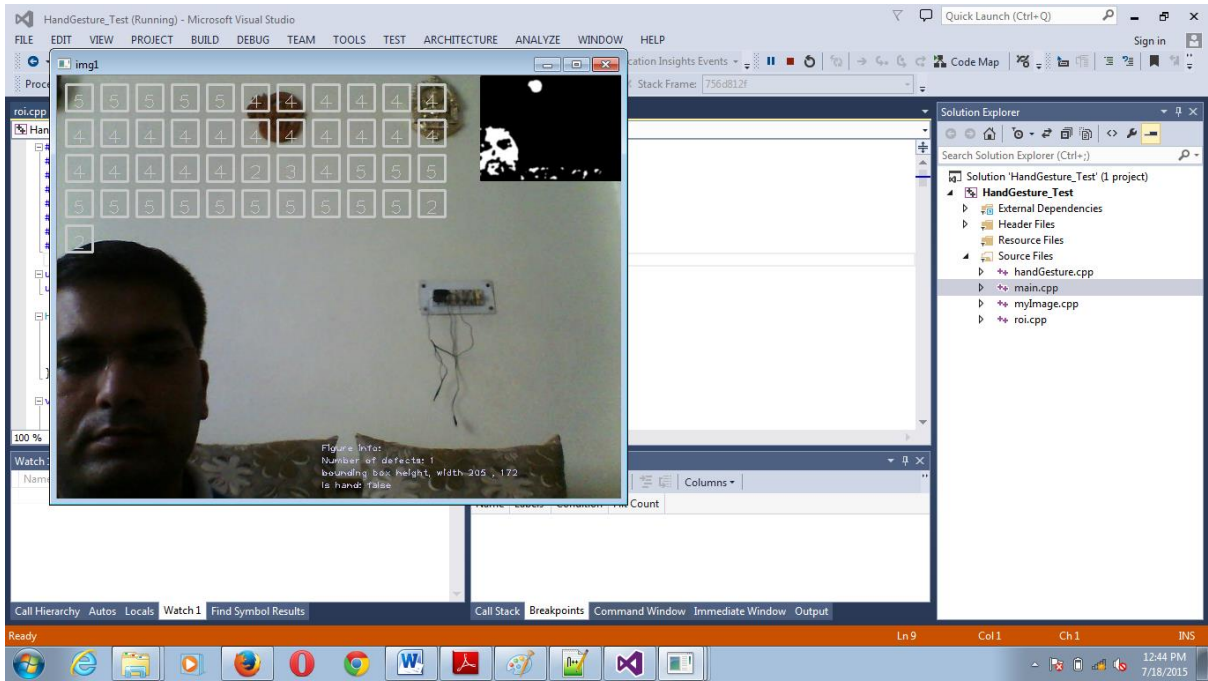 HandGesture_Test (Running) - Microsoft Visual Studio
Quick Launch (Ctrl+Q)
FILE EDIT VIEW PROJECT BUILD DEBUG TEAM TOOLS TEST ARCHITECTURE ANALYZE WINDOW HELP
Sign in
img1
cation Insights Events
Code Map
Proce
Stack Frame: 756d812f
5 5 5 5 5 4 4 4 4 4 4
4 4 4 4 4 4 4 4 4 4 4
4 4 4 4 4 2 3 4 5 5 5
5 5 5 5 5 5 5 5 5 5 2
2
roi.cpp
Han
Figure info:
Number of defects: 1
bounding box height, width 205 , 172
Is hand: false
100 %
Solution Explorer
Search Solution Explorer (Ctrl+;)
Solution 'HandGesture_Test' (1 project)
HandGesture_Test
External Dependencies
Header Files
Resource Files
Source Files
handGesture.cpp
main.cpp
myImage.cpp
roi.cpp
Watch
Name
Columns
Name Labels Condition Hit Count
Call Hierarchy Autos Locals Watch 1 Find Symbol Results
Call Stack Breakpoints Command Window Immediate Window Output
Ready
Ln 9 Col 1 Ch 1 INS
12:44 PM
7/18/2015